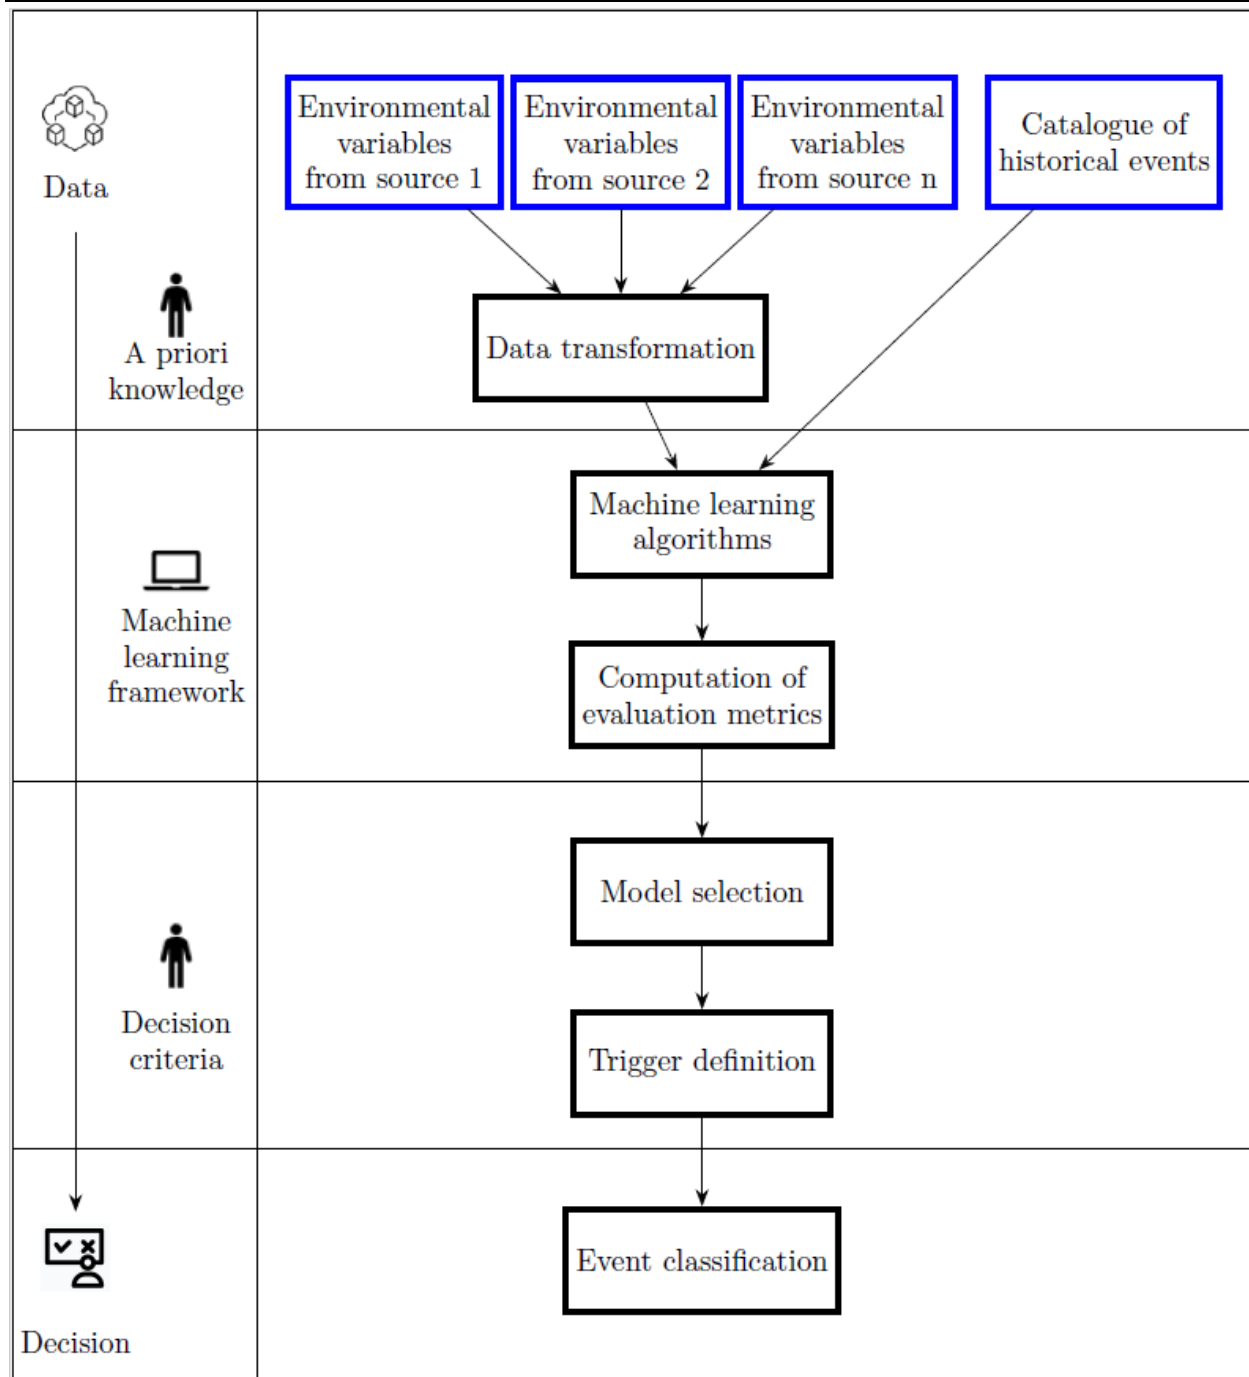 Data
A priori
knowledge
Environmental
variables
from source 1
Environmental
variables
from source 2
Environmental
variables
from source n
Catalogue of
historical events
Data transformation
Machine
learning
framework
Machine learning
algorithms
Computation of
evaluation metrics
Decision
criteria
Model selection
Trigger definition
Decision
Event classification